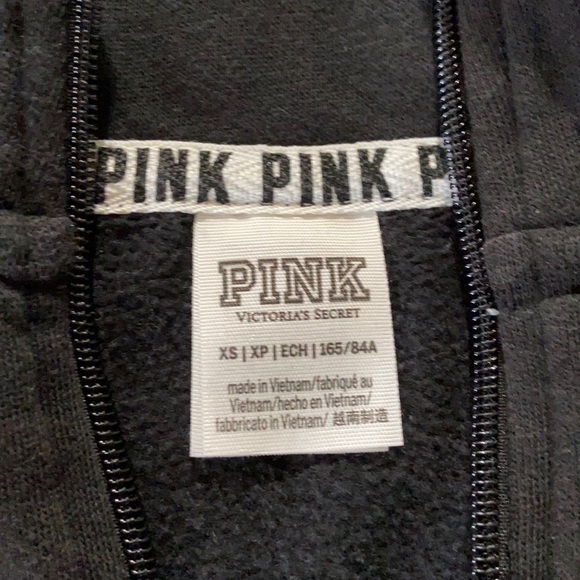 PINK PINK P
PINK
VICTORIA'S SECRET
XS | XP | ECH | 165/84A
made in Vietnam/fabriqué au
Vietnam/hecho en Vietnam/
fabbricato in Vietnam/ 越南制造